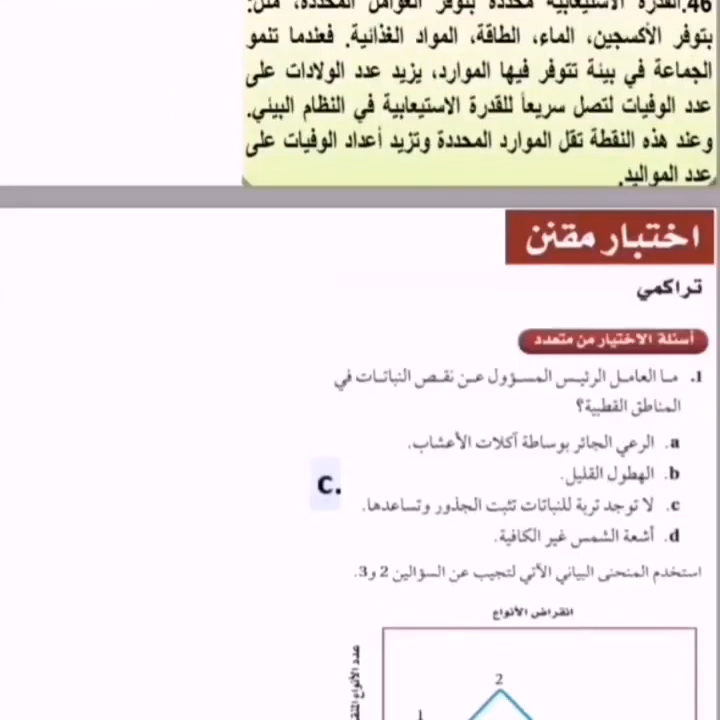 46.القدرة الاستيعابية محددة بتوفر العوامل المحددة، مثل:
بتوفر الأكسجين، الماء، الطاقة، المواد الغذائية. فعندما تنمو
الجماعة في بيئة تتوفر فيها الموارد، يزيد عدد الولادات على
عدد الوفيات لتصل سريعاً للقدرة الاستيعابية في النظام البيئي.
وعند هذه النقطة تقل الموارد المحددة وتزيد أعداد الوفيات على
عدد المواليد.
اختبار مقنن
تراكمي
أسئلة الاختيار من متعدد
1. ما العامل الرئيس المسؤول عن نقص النباتات في
المناطق القطبية؟
a. الرعي الجائر بوساطة آكلات الأعشاب.
b. الهطول القليل.
c. لا توجد تربة للنباتات تثبت الجذور وتساعدها.
d. أشعة الشمس غير الكافية.
c.
استخدم المنحنى البياني الآتي لتجيب عن السؤالين 2 و3.
انقراض الأنواع
عدد الأنواع
2
1